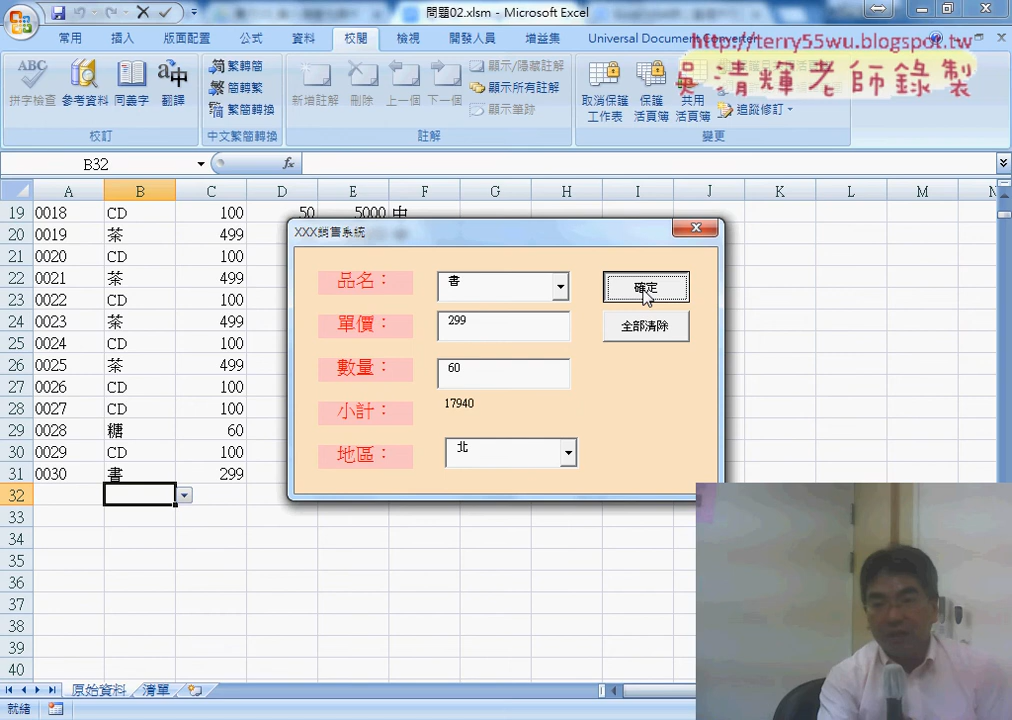 問題02.xlsm - Microsoft Excel
常用 插入 版面配置 公式 資料 校閱 檢視 開發人員 增益集 Universal Document Converter
http://terry55wu.blogspot.tw
吳清輝老師錄製
ABC
拼字檢查 參考資料 同義字 翻譯
繁轉簡
簡轉繁
繁簡轉換
新增註解 刪除 上一個 下一個
顯示/隱藏註解
顯示所有註解
顯示筆跡
取消保護工作表 保護活頁簿 共用活頁簿
追蹤修訂
校訂 中文繁簡轉換 註解 變更
B32 fx
A B C D E F G H I J K L M N
19 0018 CD 100 50 5000 中
20 0019 茶 499
21 0020 CD 100
22 0021 茶 499
23 0022 CD 100
24 0023 茶 499
25 0024 CD 100
26 0025 茶 499
27 0026 CD 100
28 0027 CD 100
29 0028 糖 60
30 0029 CD 100
31 0030 書 299
32
33
34
35
36
37
38
39
40
XXX銷售系統
品名： 書 確定
單價： 299 全部清除
數量： 60
小計： 17940
地區： 北
原始資料 清單
就緒